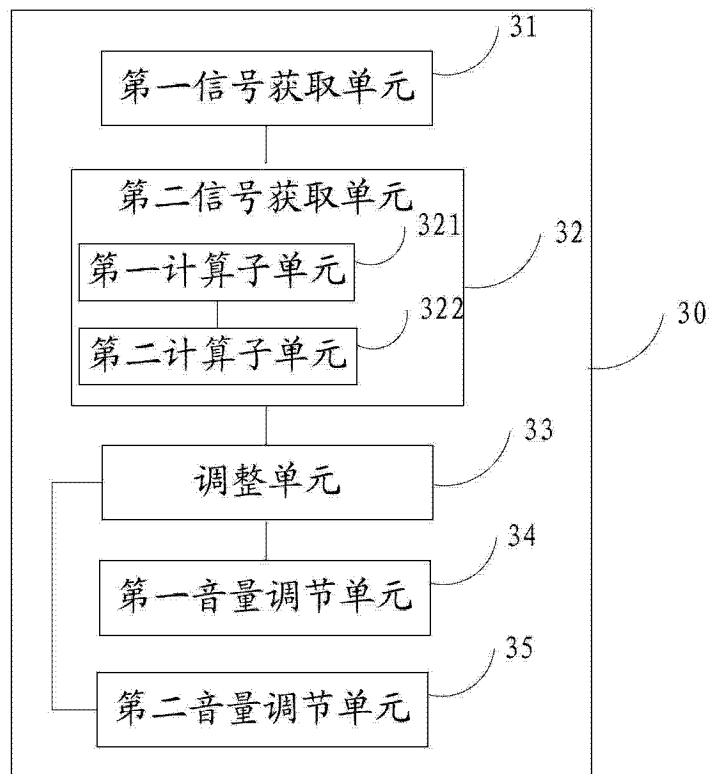 31
第一信号获取单元
第二信号获取单元
321
第一计算子单元
32
322
第二计算子单元
30
33
调整单元
34
第一音量调节单元
35
第二音量调节单元